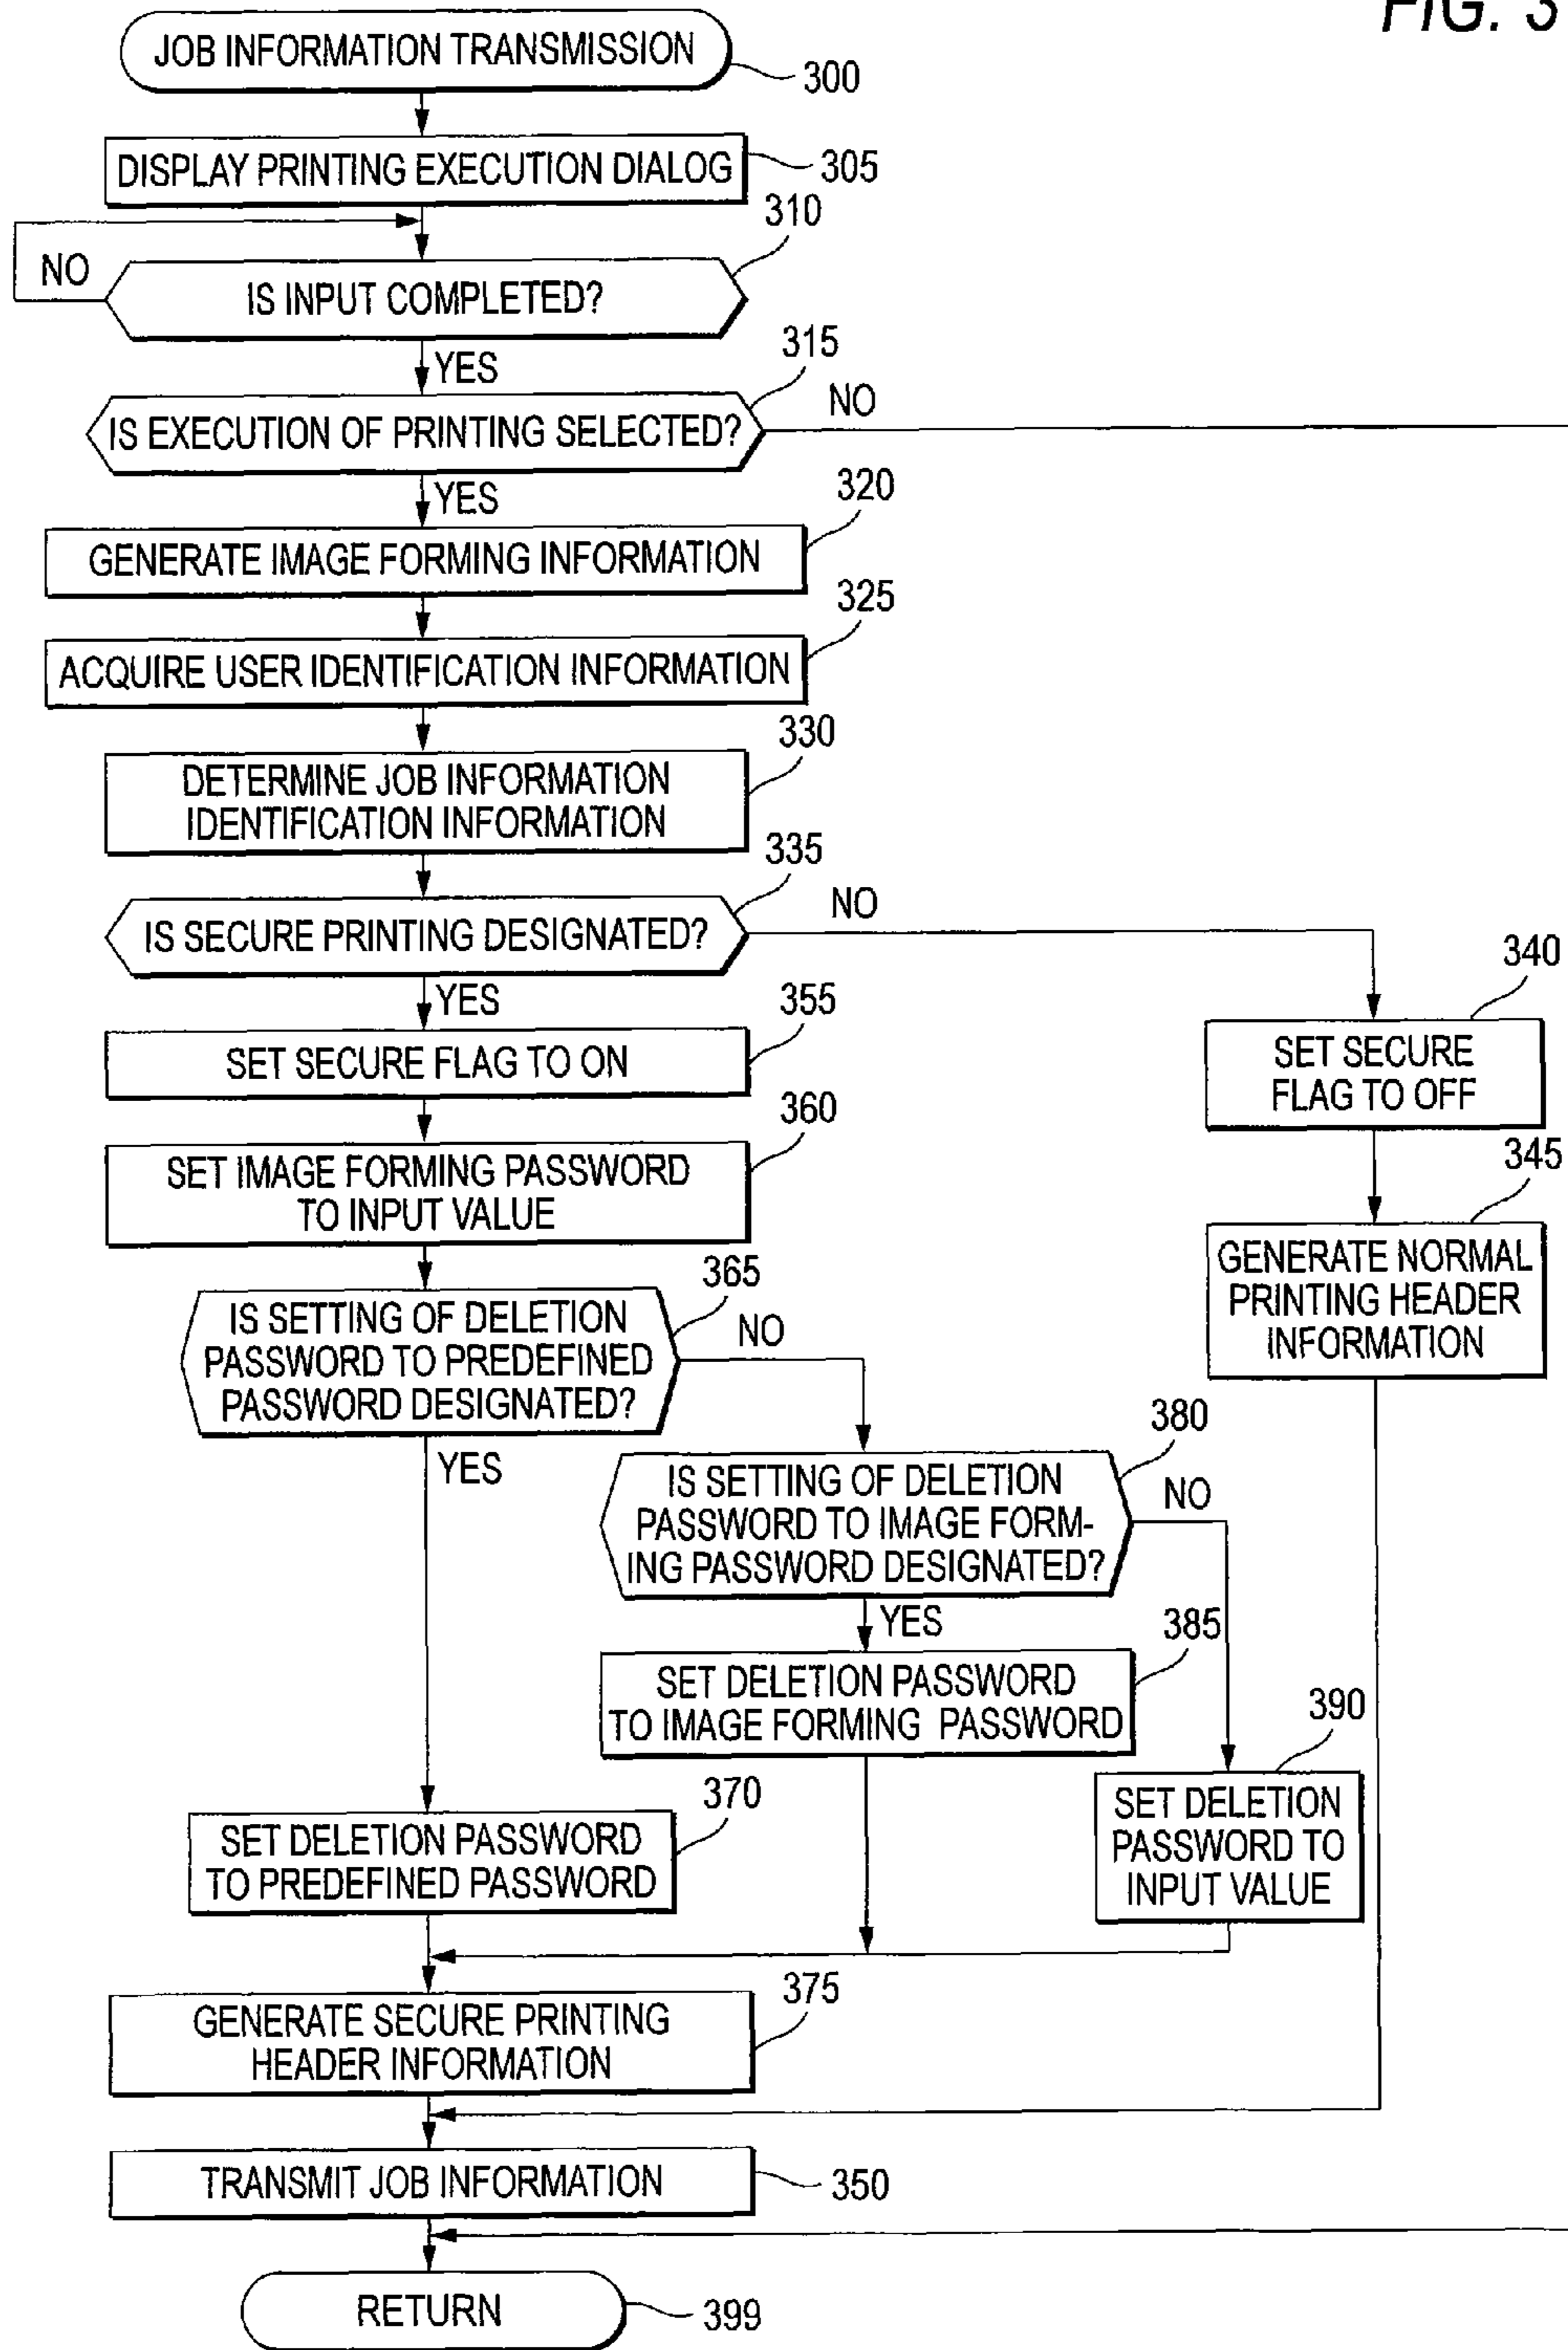 FIG. 3
JOB INFORMATION TRANSMISSION
300
DISPLAY PRINTING EXECUTION DIALOG
305
310
NO
IS INPUT COMPLETED?
YES
315
IS EXECUTION OF PRINTING SELECTED?
NO
YES
320
GENERATE IMAGE FORMING INFORMATION
325
ACQUIRE USER IDENTIFICATION INFORMATION
330
DETERMINE JOB INFORMATION
IDENTIFICATION INFORMATION
335
IS SECURE PRINTING DESIGNATED?
NO
YES
340
SET SECURE
FLAG TO OFF
355
SET SECURE FLAG TO ON
345
GENERATE NORMAL
PRINTING HEADER
INFORMATION
360
SET IMAGE FORMING PASSWORD
TO INPUT VALUE
365
IS SETTING OF DELETION
PASSWORD TO PREDEFINED
PASSWORD DESIGNATED?
NO
YES
380
IS SETTING OF DELETION
PASSWORD TO IMAGE FORM-
ING PASSWORD DESIGNATED?
NO
YES
385
SET DELETION PASSWORD
TO IMAGE FORMING PASSWORD
390
SET DELETION
PASSWORD TO
INPUT VALUE
370
SET DELETION PASSWORD
TO PREDEFINED PASSWORD
375
GENERATE SECURE PRINTING
HEADER INFORMATION
TRANSMIT JOB INFORMATION
350
RETURN
399